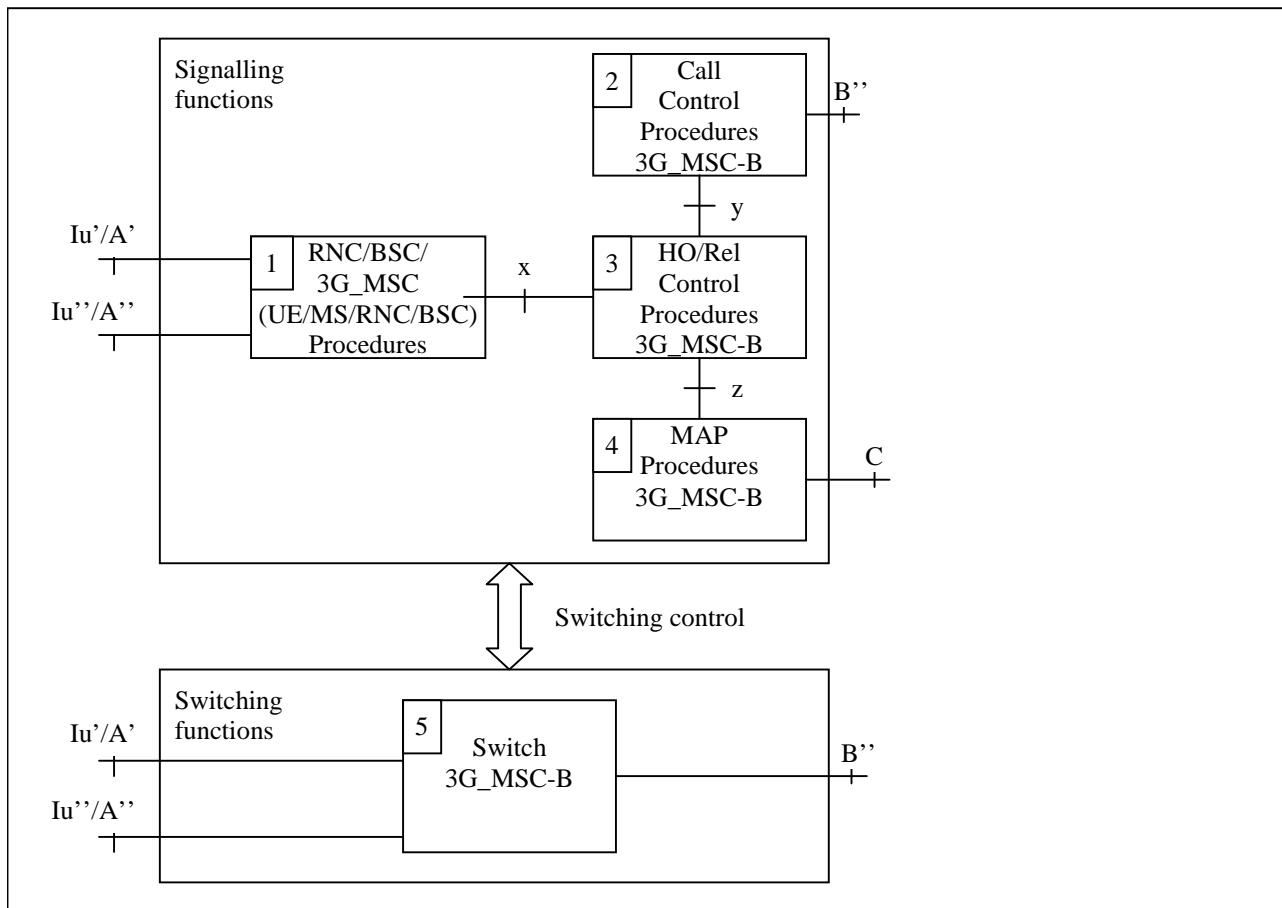 Signalling
functions
2
Call
Control
Procedures
3G_MSC-B
B’’
y
Iu’/A'
Iu’’/A’’
1
RNC/BSC/
3G_MSC
(UE/MS/RNC/BSC)
Procedures
x
3
HO/Rel
Control
Procedures
3G_MSC-B
z
4
MAP
Procedures
3G_MSC-B
C
Switching control
Switching
functions
Iu’/A'
Iu’’/A’’
5
Switch
3G_MSC-B
B’’